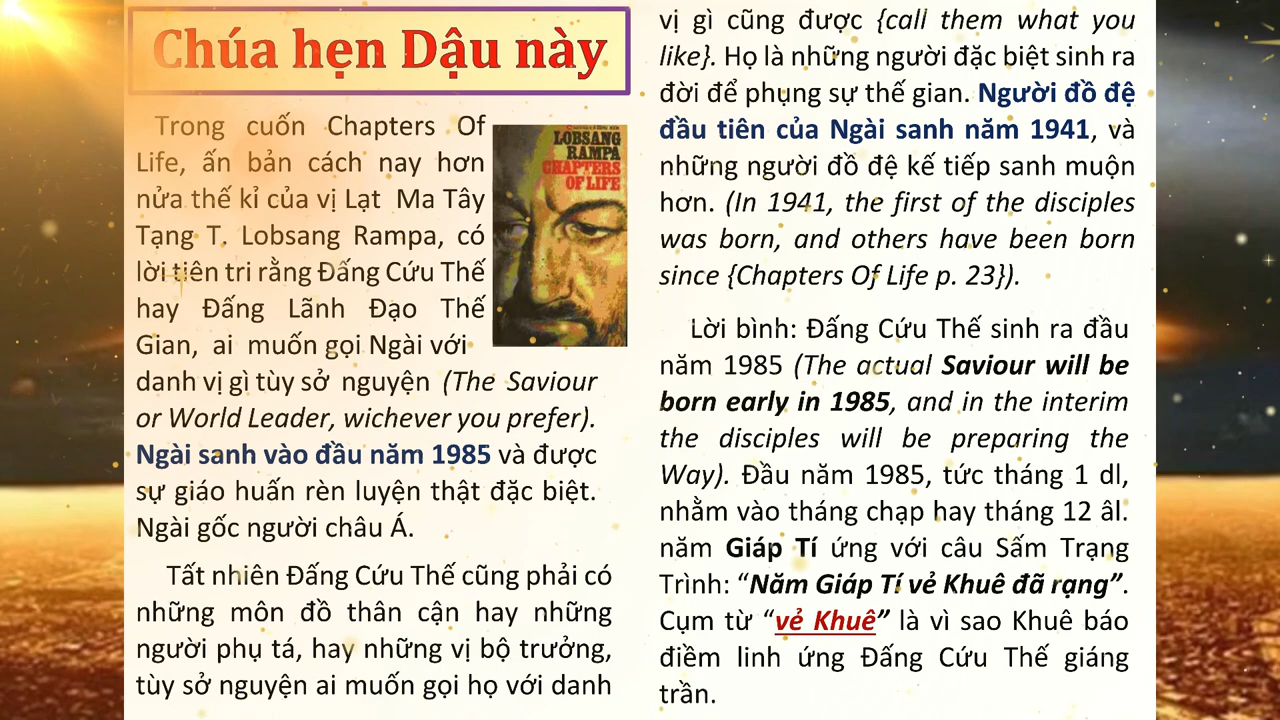 Chúa hẹn Dậu này
Trong cuốn Chapters Of
Life, ấn bản cách nay hơn
nửa thế kỉ của vị Lạt Ma Tây
Tạng T. Lobsang Rampa, có
lời tiên tri rằng Đấng Cứu Thế
hay Đấng Lãnh Đạo Thế
Gian, ai muốn gọi Ngài với
danh vị gì tùy sở nguyện (The Saviour
or World Leader, wichever you prefer).
Ngài sanh vào đầu năm 1985 và được
sự giáo huấn rèn luyện thật đặc biệt.
Ngài gốc người châu Á.
Tất nhiên Đấng Cứu Thế cũng phải có
những môn đồ thân cận hay những
người phụ tá, hay những vị bộ trưởng,
tùy sở nguyện ai muốn gọi họ với danh
LOBSANG
RAMPA
CHAPTERS
OF LIFE
vị gì cũng được {call them what you
like}. Họ là những người đặc biệt sinh ra
đời để phụng sự thế gian. Người đồ đệ
đầu tiên của Ngài sanh năm 1941, và
những người đồ đệ kế tiếp sanh muộn
hơn. (In 1941, the first of the disciples
was born, and others have been born
since {Chapters Of Life p. 23}).
Lời bình: Đấng Cứu Thế sinh ra đầu
năm 1985 (The actual Saviour will be
born early in 1985, and in the interim
the disciples will be preparing the
Way). Đầu năm 1985, tức tháng 1 dl,
nhằm vào tháng chạp hay tháng 12 âl.
năm Giáp Tí ứng với câu Sấm Trạng
Trình: “Năm Giáp Tí vẻ Khuê đã rạng”.
Cụm từ “vẻ Khuê” là vì sao Khuê báo
điềm linh ứng Đấng Cứu Thế giáng
trần.